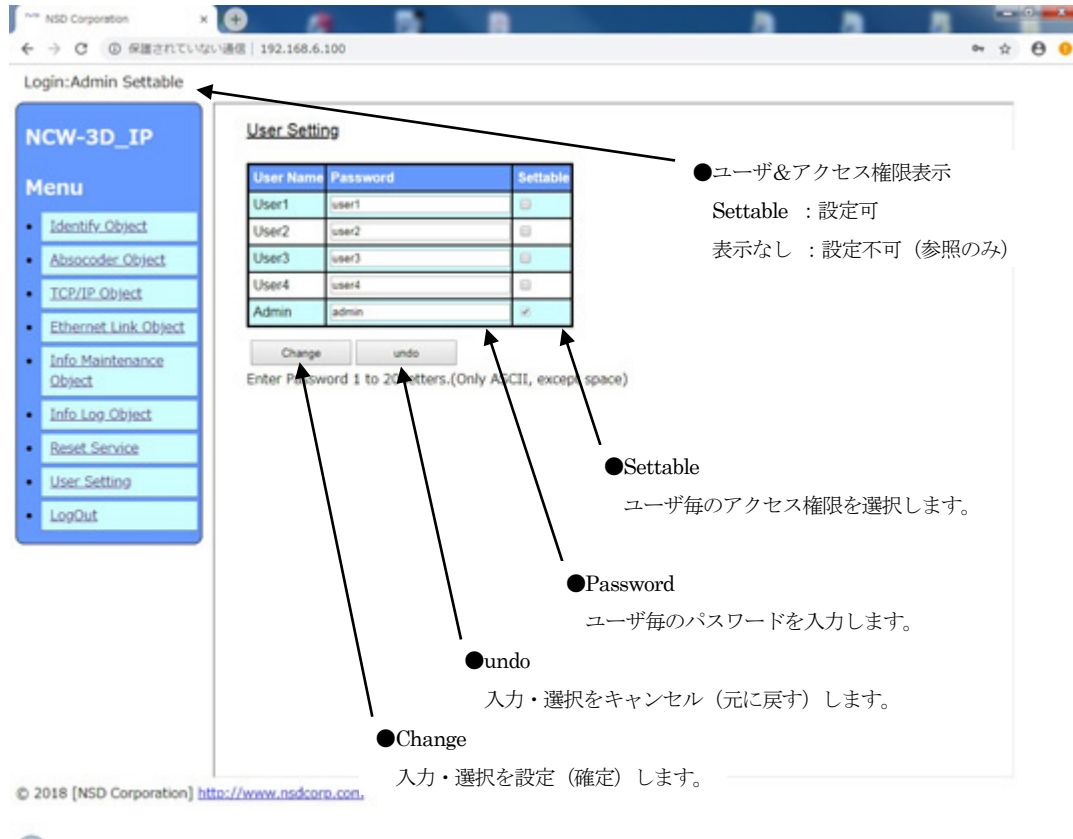 NSD Corporation
保護されていない通信 | 192.168.6.100
Login:Admin Settable
NCW-3D_IP
Menu
Identify Object
Absocoder Object
TCP/IP Object
Ethernet Link Object
Info Maintenance
Object
Info Log Object
Reset Service
User Setting
LogOut
User Setting
User Name Password Settable
User1 user1
User2 user2
User3 user3
User4 user4
Admin admin
Change undo
Enter Password 1 to 20 letters.(Only ASCII, except space)
●ユーザ&アクセス権限表示
Settable :設定可
表示なし :設定不可(参照のみ)
●Settable
ユーザ毎のアクセス権限を選択します。
●Password
ユーザ毎のパスワードを入力します。
●undo
入力・選択をキャンセル(元に戻す)します。
●Change
入力・選択を設定(確定)します。
© 2018 [NSD Corporation] http://www.nsdcorp.com.